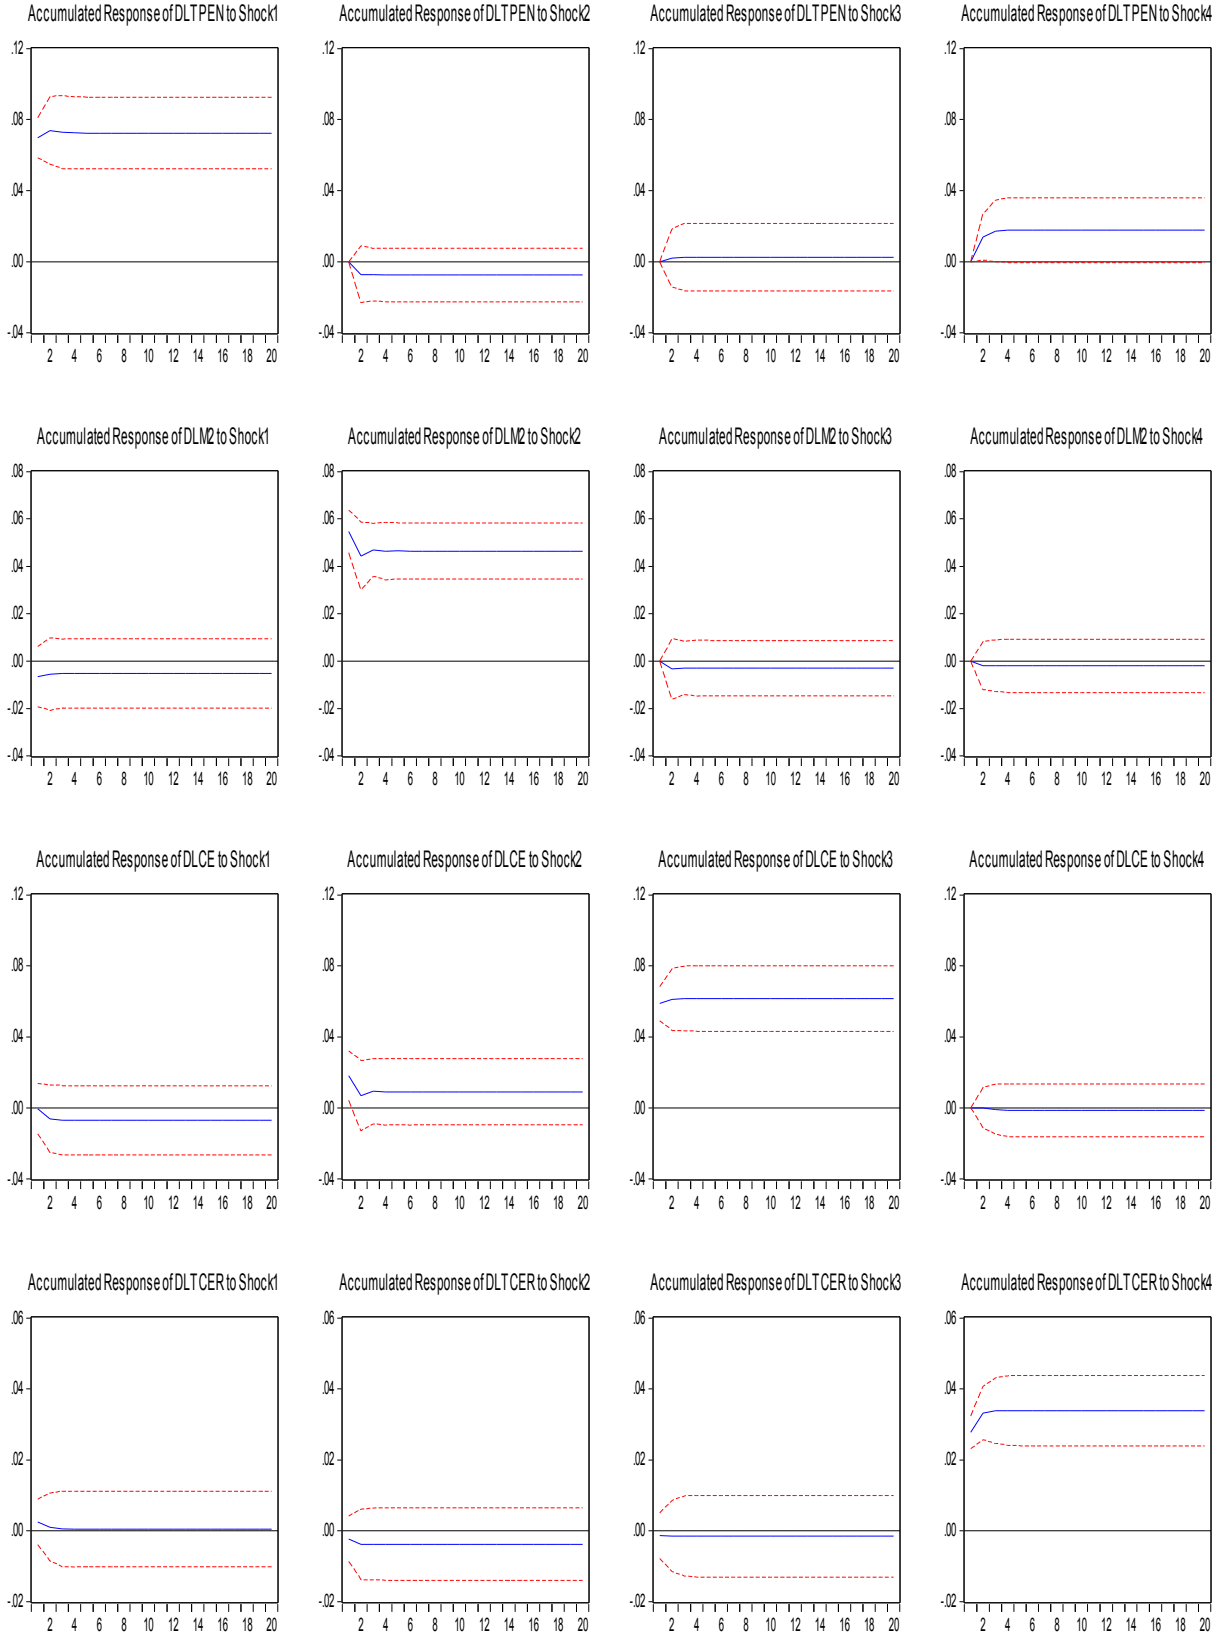 Accumulated Response of DLTPEN to Shock1 Accumulated Response of DLTPEN to Shock2 Accumulated Response of DLTPEN to Shock3 Accumulated Response of DLTPEN to Shock4
.12 .12 .12 .12
.08 .08 .08 .08
.04 .04 .04 .04
.00 .00 .00 .00
-.04 -.04 -.04 -.04
2 4 6 8 10 12 14 16 18 20 2 4 6 8 10 12 14 16 18 20 2 4 6 8 10 12 14 16 18 20 2 4 6 8 10 12 14 16 18 20
Accumulated Response of DLM2 to Shock1 Accumulated Response of DLM2 to Shock2 Accumulated Response of DLM2 to Shock3 Accumulated Response of DLM2 to Shock4
.08 .08 .08 .08
.06 .06 .06 .06
.04 .04 .04 .04
.02 .02 .02 .02
.00 .00 .00 .00
-.02 -.02 -.02 -.02
-.04 -.04 -.04 -.04
2 4 6 8 10 12 14 16 18 20 2 4 6 8 10 12 14 16 18 20 2 4 6 8 10 12 14 16 18 20 2 4 6 8 10 12 14 16 18 20
Accumulated Response of DLCE to Shock1 Accumulated Response of DLCE to Shock2 Accumulated Response of DLCE to Shock3 Accumulated Response of DLCE to Shock4
.12 .12 .12 .12
.08 .08 .08 .08
.04 .04 .04 .04
.00 .00 .00 .00
-.04 -.04 -.04 -.04
2 4 6 8 10 12 14 16 18 20 2 4 6 8 10 12 14 16 18 20 2 4 6 8 10 12 14 16 18 20 2 4 6 8 10 12 14 16 18 20
Accumulated Response of DLTCER to Shock1 Accumulated Response of DLTCER to Shock2 Accumulated Response of DLTCER to Shock3 Accumulated Response of DLTCER to Shock4
.06 .06 .06 .06
.04 .04 .04 .04
.02 .02 .02 .02
.00 .00 .00 .00
-.02 -.02 -.02 -.02
2 4 6 8 10 12 14 16 18 20 2 4 6 8 10 12 14 16 18 20 2 4 6 8 10 12 14 16 18 20 2 4 6 8 10 12 14 16 18 20